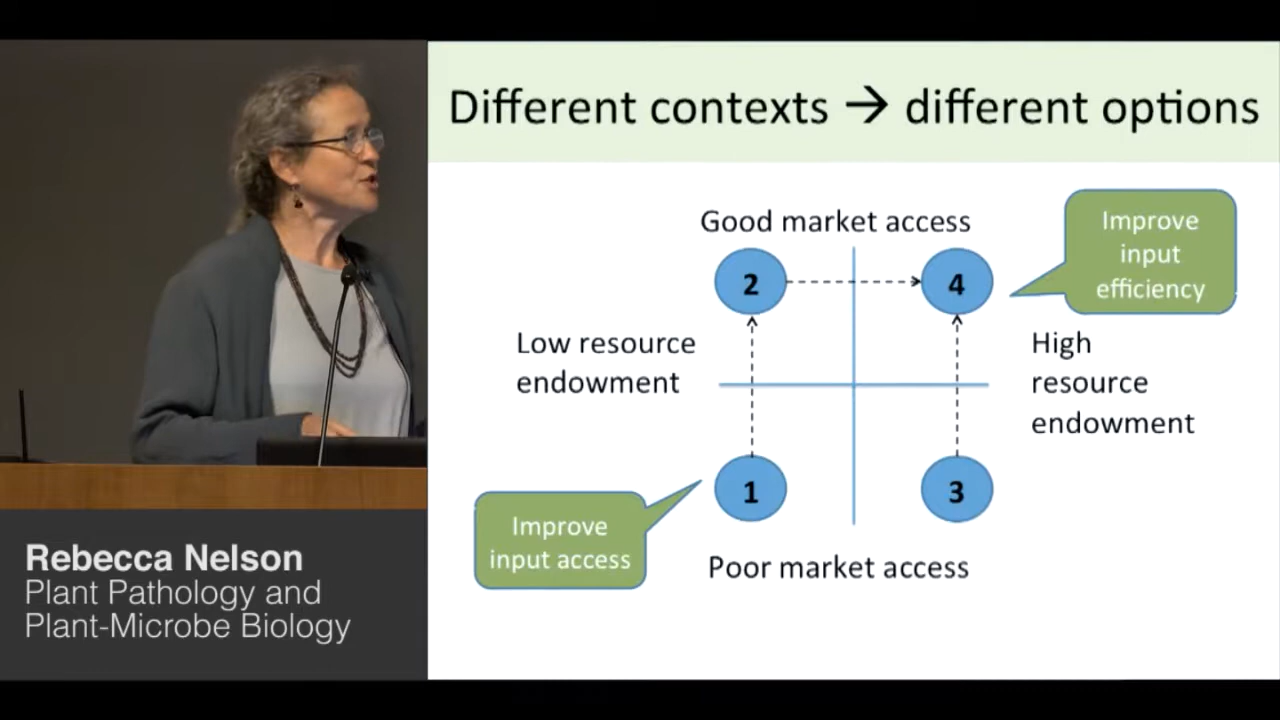 Different contexts → different options
Good market access
Improve
input
efficiency
2
4
Low resource
endowment
High
resource
endowment
1
3
Improve
input access
Poor market access
Rebecca Nelson
Plant Pathology and
Plant-Microbe Biology